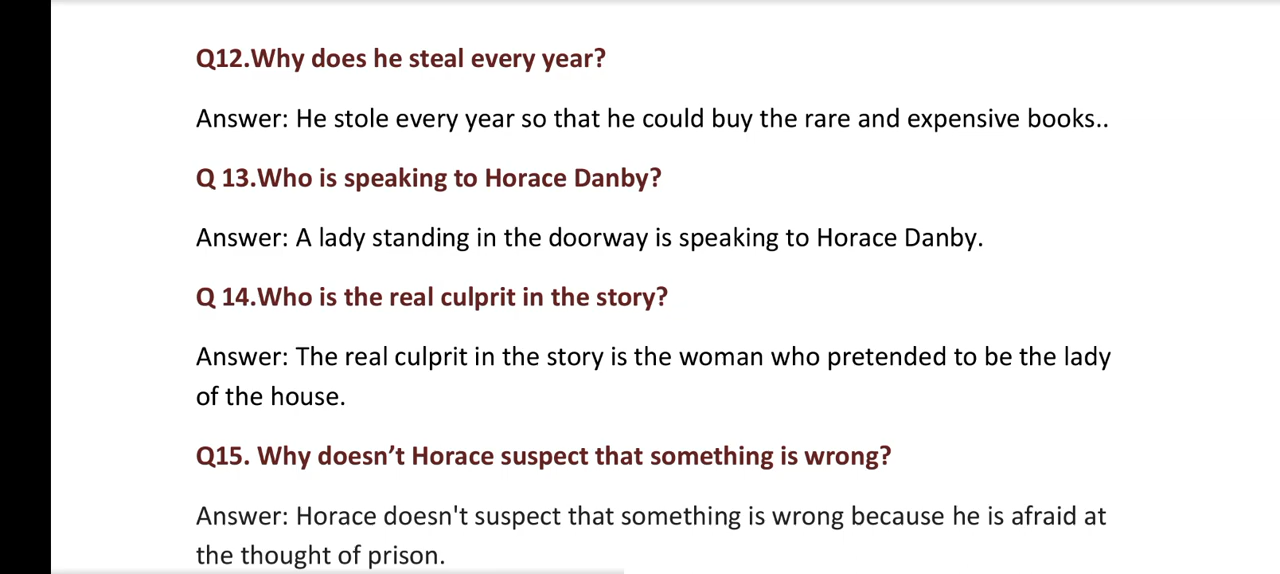 Q12.Why does he steal every year?
Answer: He stole every year so that he could buy the rare and expensive books..
Q 13.Who is speaking to Horace Danby?
Answer: A lady standing in the doorway is speaking to Horace Danby.
Q 14.Who is the real culprit in the story?
Answer: The real culprit in the story is the woman who pretended to be the lady
of the house.
Q15. Why doesn’t Horace suspect that something is wrong?
Answer: Horace doesn't suspect that something is wrong because he is afraid at
the thought of prison.